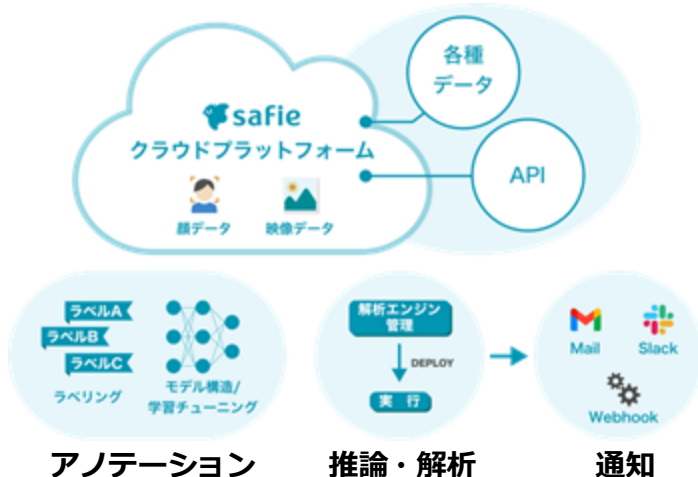 各種
データ
safie
クラウドプラットフォーム
API
顔データ
映像データ
ラベルA
ラベルB
ラベルC
ラベリング
モデル構造/
学習チューニング
解析エンジン
管理
DEPLOY
実 行
Mail
Slack
Webhook
アノテーション
推論・解析
通知